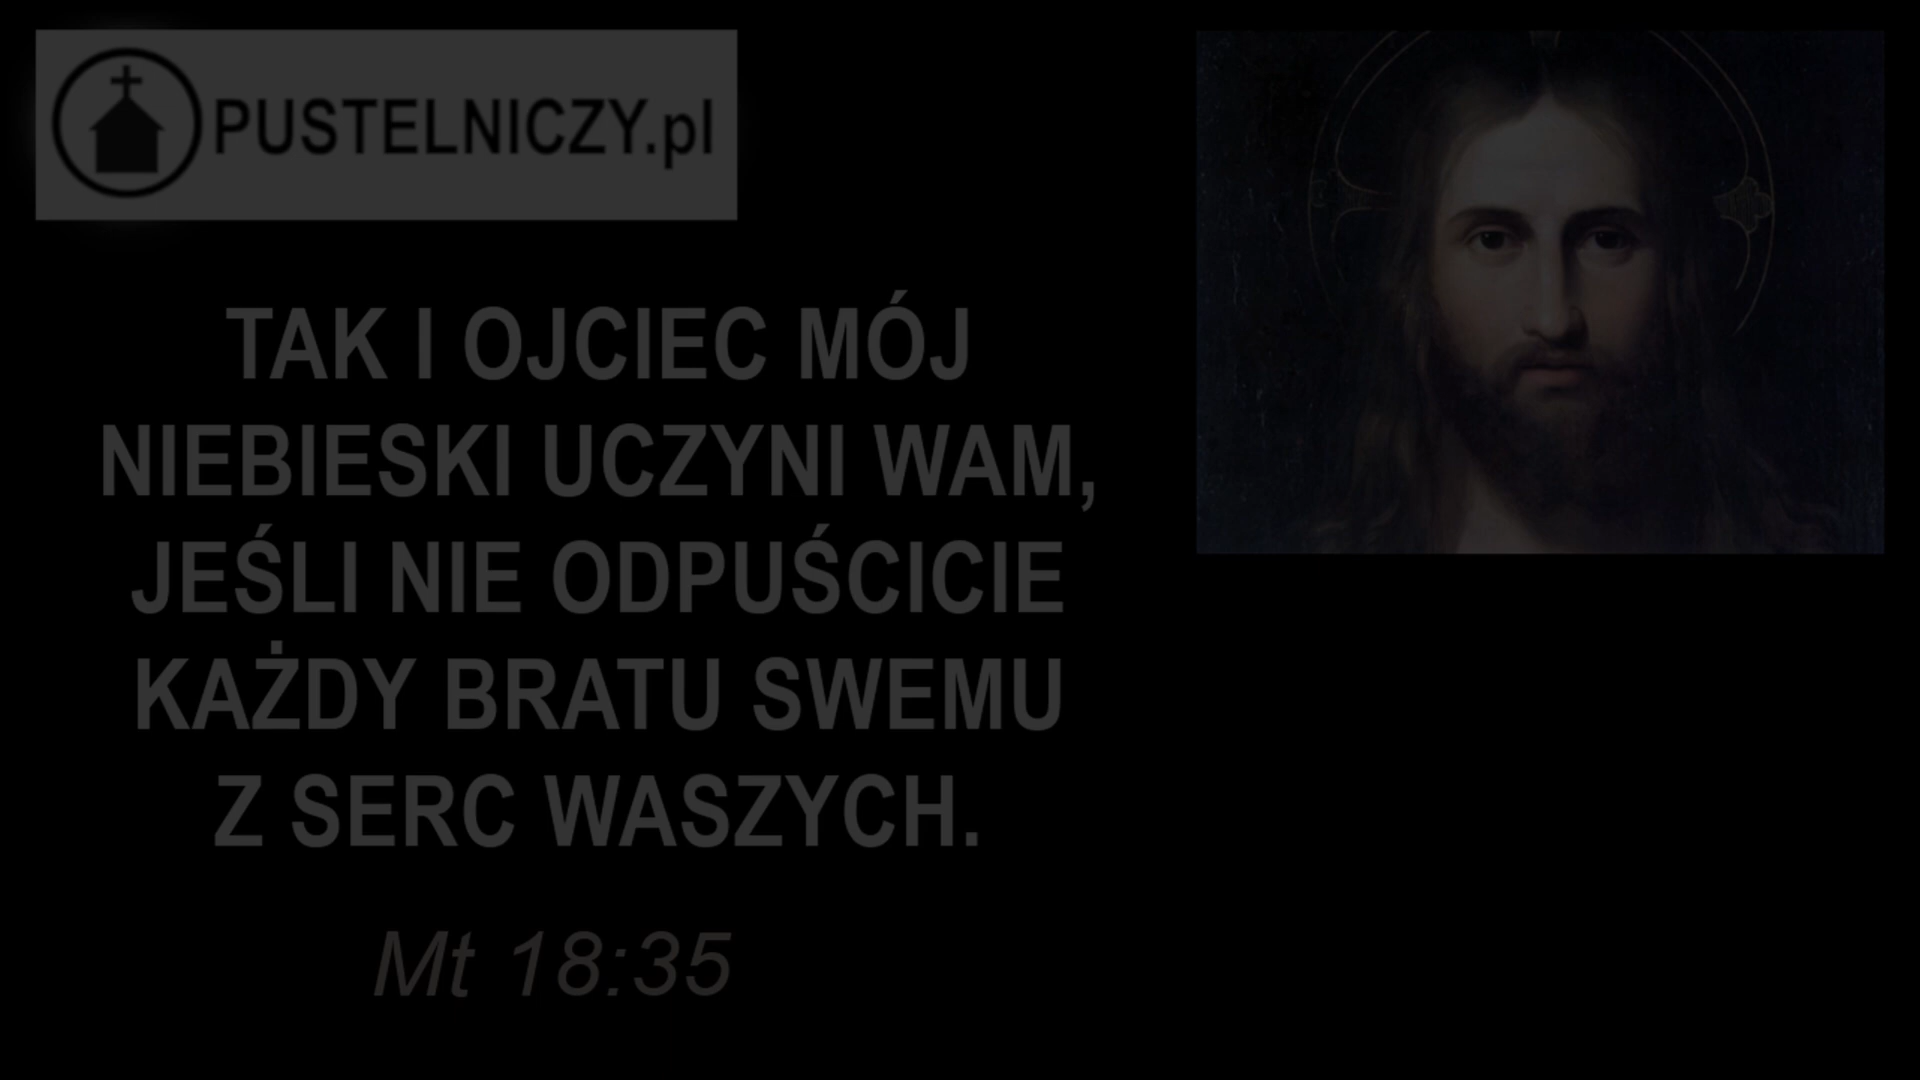 PUSTELNICZY.pl
TAK I OJCIEC MÓJ
NIEBIESKI UCZYNI WAM,
JEŚLI NIE ODPUŚCICIE
KAŻDY BRATU SWEMU
Z SERC WASZYCH.
Mt 18:35